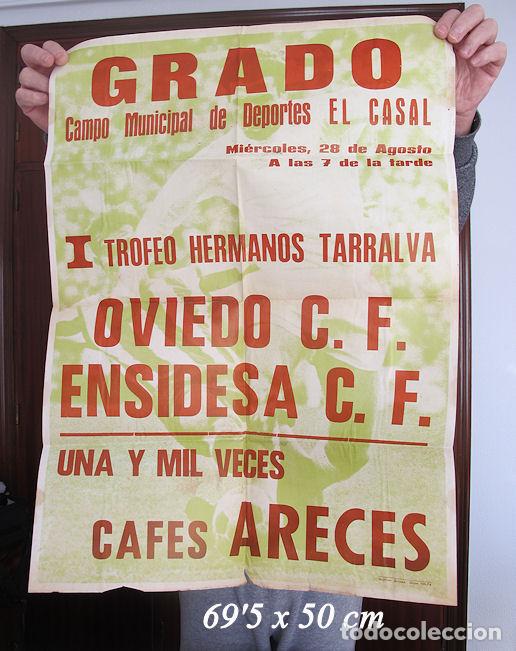 GRADO
Campo Municipal de Deportes EL CASAL
Miércoles, 28 de Agosto
A las 7 de la tarde
I TROFEO HERMANOS TARRALVA
OVIEDO C. F.
ENSIDESA C. F.
UNA Y MIL VECES
CAFES ARECES
69'5 x 50 cm
todocoleccion